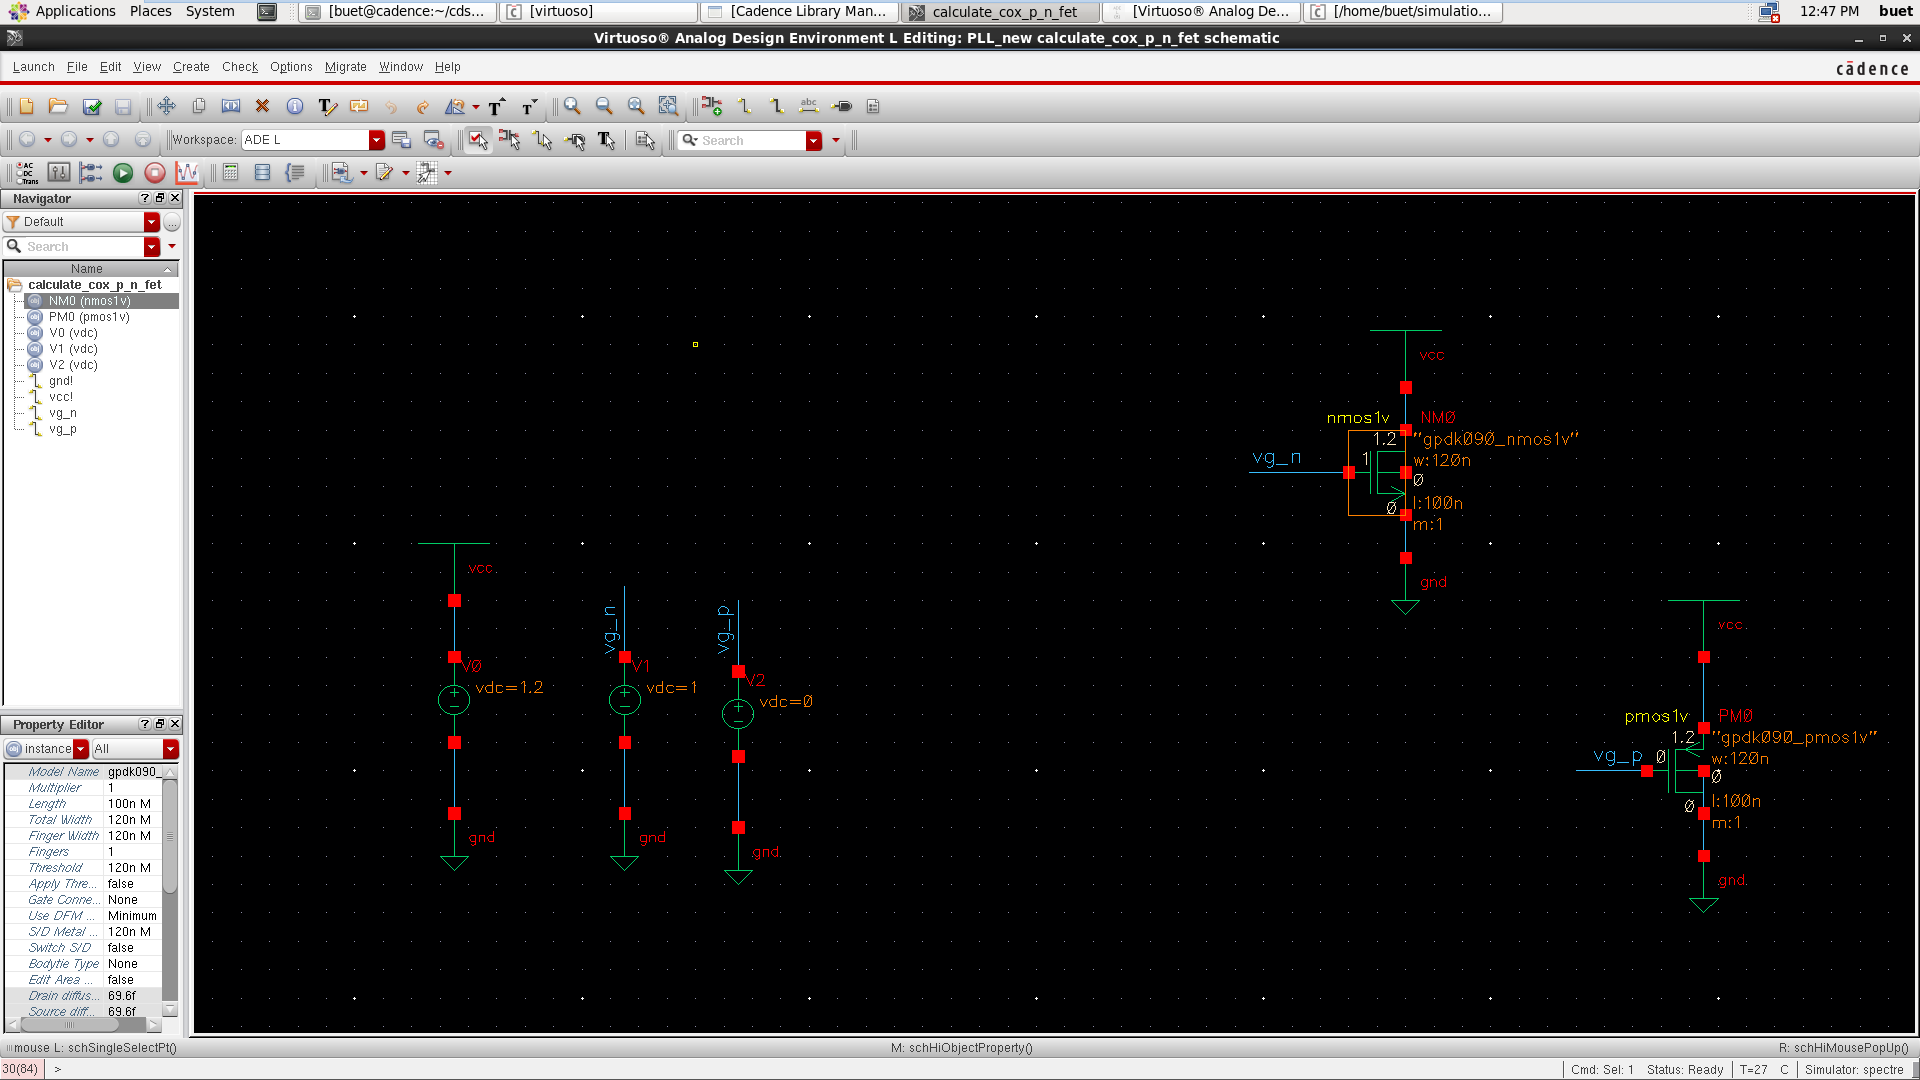 Applications Places System
[buet@cadence:~/cds...
[virtuoso]
[Cadence Library Man...
calculate_cox_p_n_fet
[Virtuoso® Analog De...
[/home/buet/simulatio...
12:47 PM buet
Virtuoso® Analog Design Environment L Editing: PLL_new calculate_cox_p_n_fet schematic
Launch File Edit View Create Check Options Migrate Window Help
cādence
Workspace: ADE L
Search
AC
DC
Trans
Navigator
Default
Search
Name
calculate_cox_p_n_fet
NM0 (nmos1v)
PM0 (pmos1v)
V0 (vdc)
V1 (vdc)
V2 (vdc)
gnd!
vcc!
vg_n
vg_p
Property Editor
instance All
Model Name gpdk090_
Multiplier 1
Length 100n M
Total Width 120n M
Finger Width 120n M
Fingers 1
Threshold 120n M
Apply Thre... false
Gate Conne... None
Use DFM ... Minimum
S/D Metal ... 120n M
Switch S/D false
Bodytie Type None
Edit Area ... false
Drain diffus... 69.6f
Source diff... 69.6f
vcc
V0
vdc=1.2
gnd
vg_n
V1
vdc=1
gnd
vg_p
V2
vdc=0
gnd
vcc
nmos1v NM0
1.2 "gpdk090_nmos1v"
vg_n 1 w:120n
0
0 l:100n
m:1
gnd
vcc
pmos1v PM0
1.2 "gpdk090_pmos1v"
vg_p 0 w:120n
0
0 l:100n
m:1
gnd
mouse L: schSingleSelectPt()
M: schHiObjectProperty()
R: schHiMousePopUp()
30(84) >
Cmd: Sel: 1 Status: Ready T=27 C Simulator: spectre